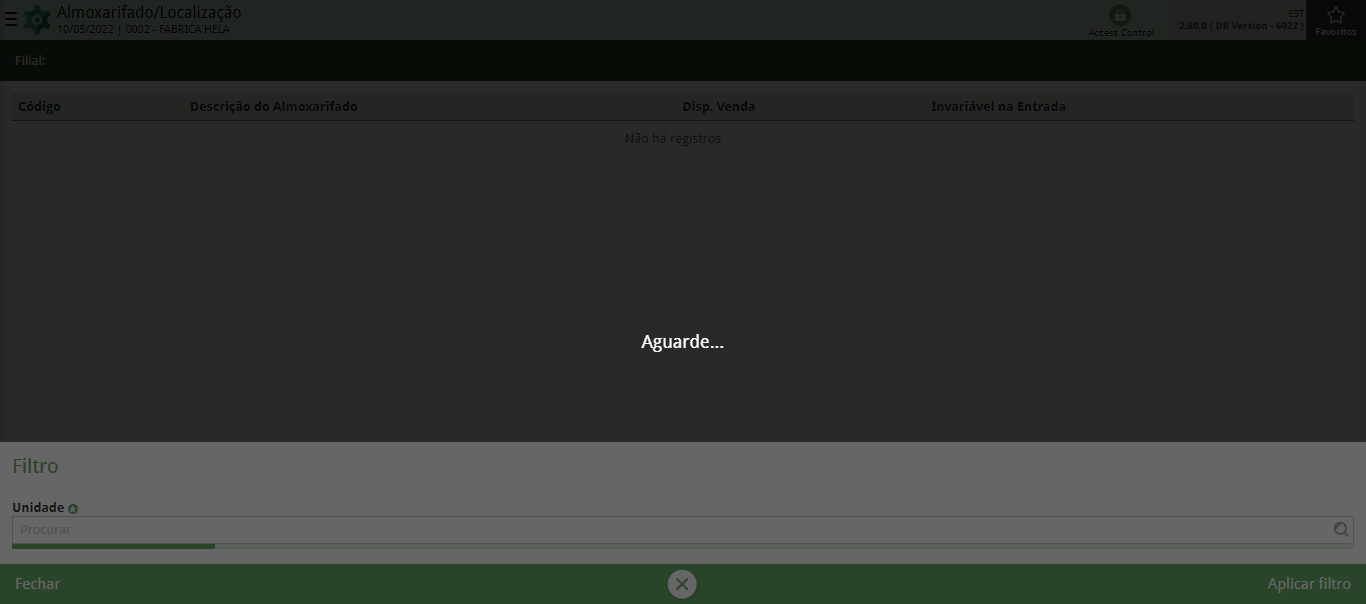 Almoxarifado/Localização
10/05/2022 | 0002 - FABRICA HELA
Access Control
EST
2.60.0 ( DB Version - 6022 )
Favoritos
Filial:
Código Descrição do Almoxarifado Disp. Venda Invariável na Entrada
Não há registros
Aguarde...
Filtro
Unidade
Procurar
Fechar Aplicar filtro